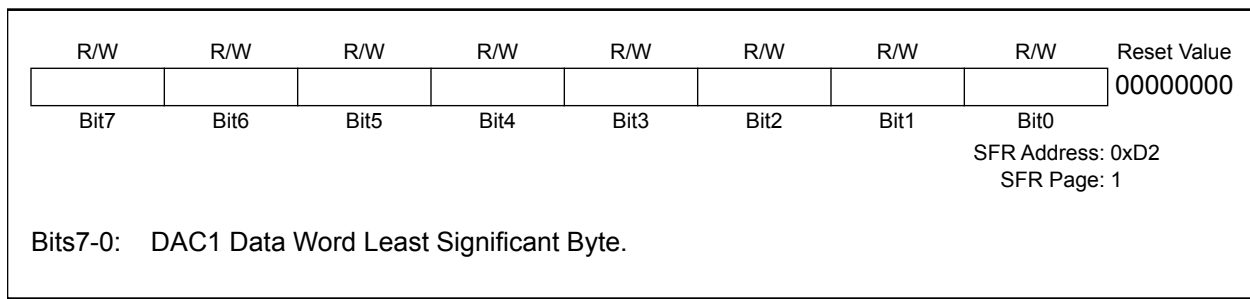 R/W R/W R/W R/W R/W R/W R/W R/W Reset Value
00000000
Bit7 Bit6 Bit5 Bit4 Bit3 Bit2 Bit1 Bit0
SFR Address: 0xD2
SFR Page: 1
Bits7-0: DAC1 Data Word Least Significant Byte.